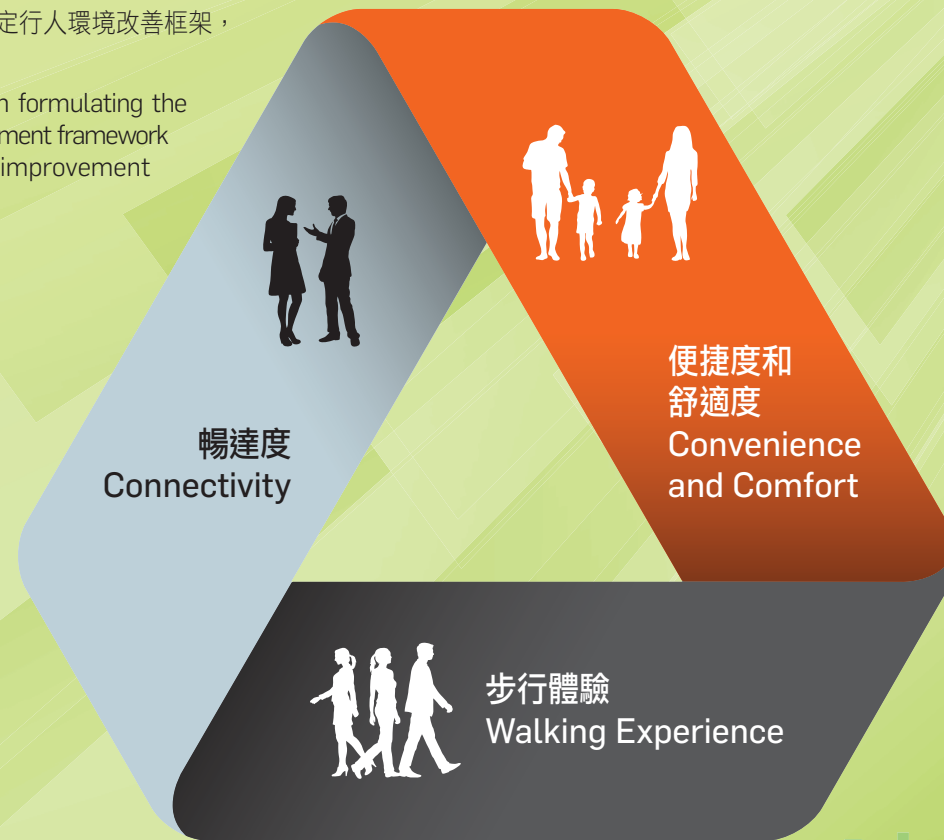 定行人環境改善框架，
n formulating the
ment framework
improvement
暢達度
Connectivity
便捷度和
舒適度
Convenience
and Comfort
步行體驗
Walking Experience